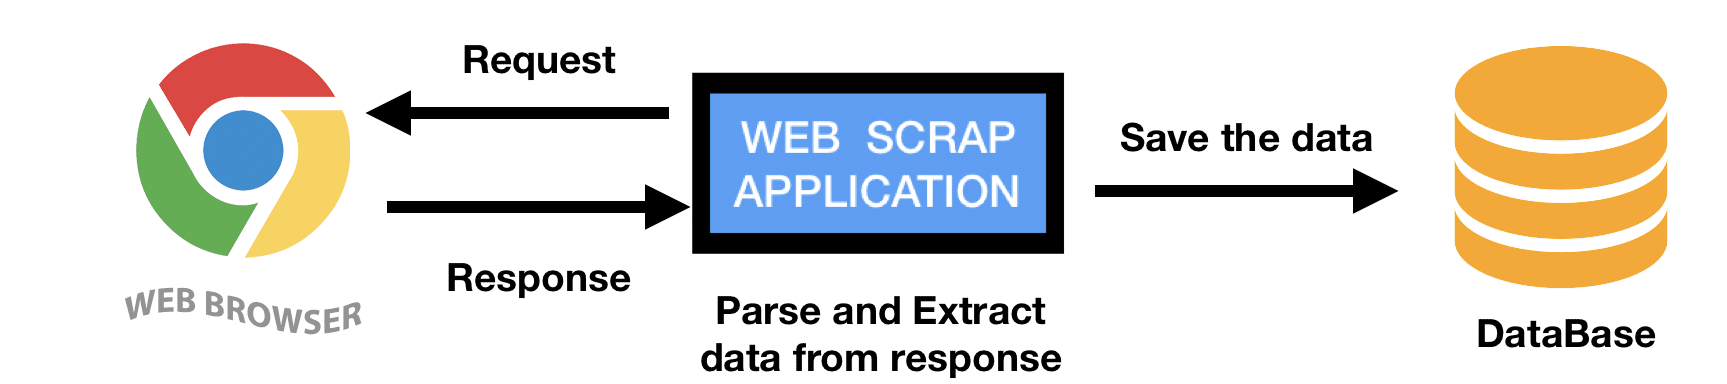 Request
WEB SCRAP
APPLICATION
Save the data
Response
WEB BROWSER
Parse and Extract
data from response
DataBase